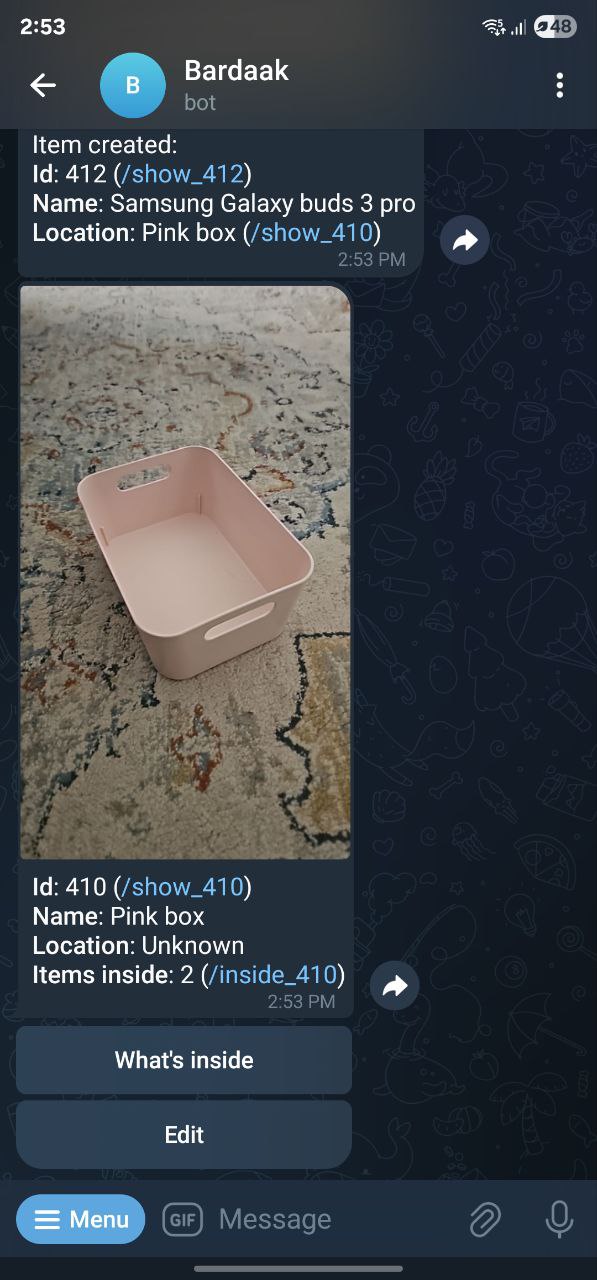 2:53
5
48
B
Bardaak
bot
Item created:
Id: 412 (/show_412)
Name: Samsung Galaxy buds 3 pro
Location: Pink box (/show_410)
2:53 PM
Id: 410 (/show_410)
Name: Pink box
Location: Unknown
Items inside: 2 (/inside_410)
2:53 PM
What's inside
Edit
Menu
GIF
Message